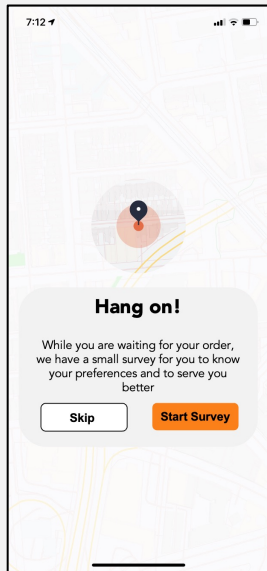 7:12
Hang on!
While you are waiting for your order,
we have a small survey for you to know
your preferences and to serve you
better
Skip
Start Survey